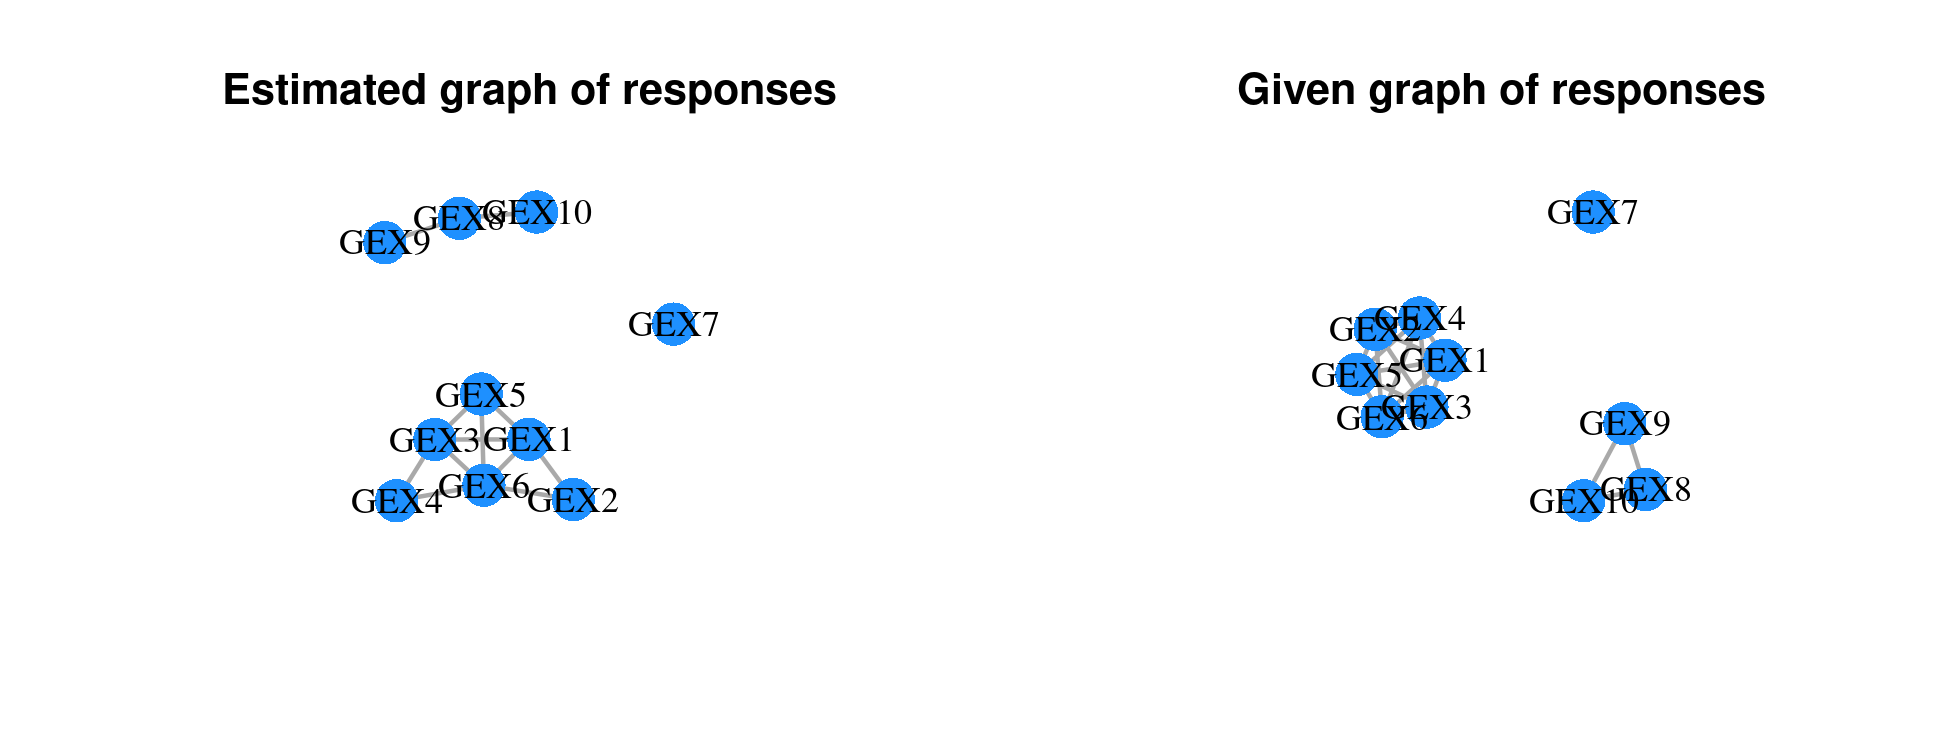 Estimated graph of responses
GEX9
GEX8
GEX10
GEX7
GEX5
GEX3
GEX1
GEX4
GEX6
GEX2
Given graph of responses
GEX7
GEX2
GEX4
GEX5
GEX1
GEX6
GEX3
GEX9
GEX10
GEX8